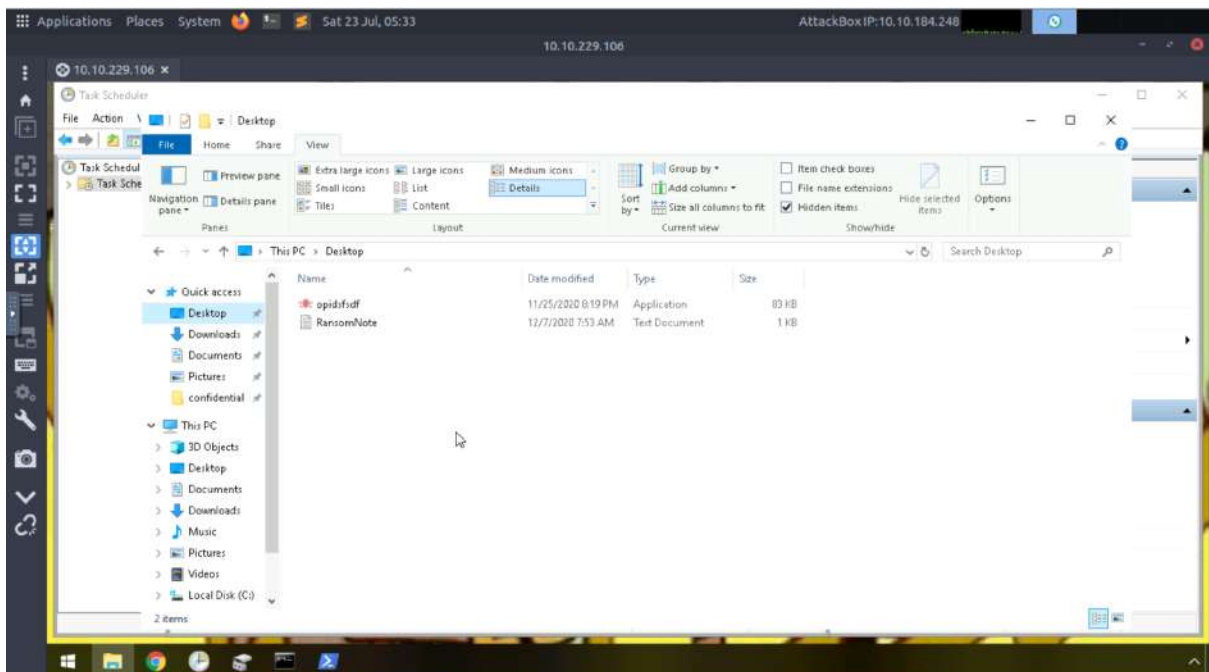 Applications Places System Sat 23 Jul, 05:33 AttackBox IP:10.10.184.248
10.10.229.106
10.10.229.106
Task Scheduler
File Action Desktop
File Home Share View
Task Schedul
Task Sche
Navigation pane
Preview pane
Details pane
Panes
Extra large icons Large icons Medium icons
Small icons List Details
Tiles Content
Layout
Sort by
Group by
Add columns
Size all columns to fit
Current view
Item check boxes
File name extensions
Hidden items
Hide selected items
Options
Show/hide
This PC > Desktop
Search Desktop
Name Date modified Type Size
opidsfsdf 11/25/2020 8:19 PM Application 83 KB
RansomNote 12/7/2020 7:53 AM Text Document 1 KB
Quick access
Desktop
Downloads
Documents
Pictures
confidential
This PC
3D Objects
Desktop
Documents
Downloads
Music
Pictures
Videos
Local Disk (C:)
2 items